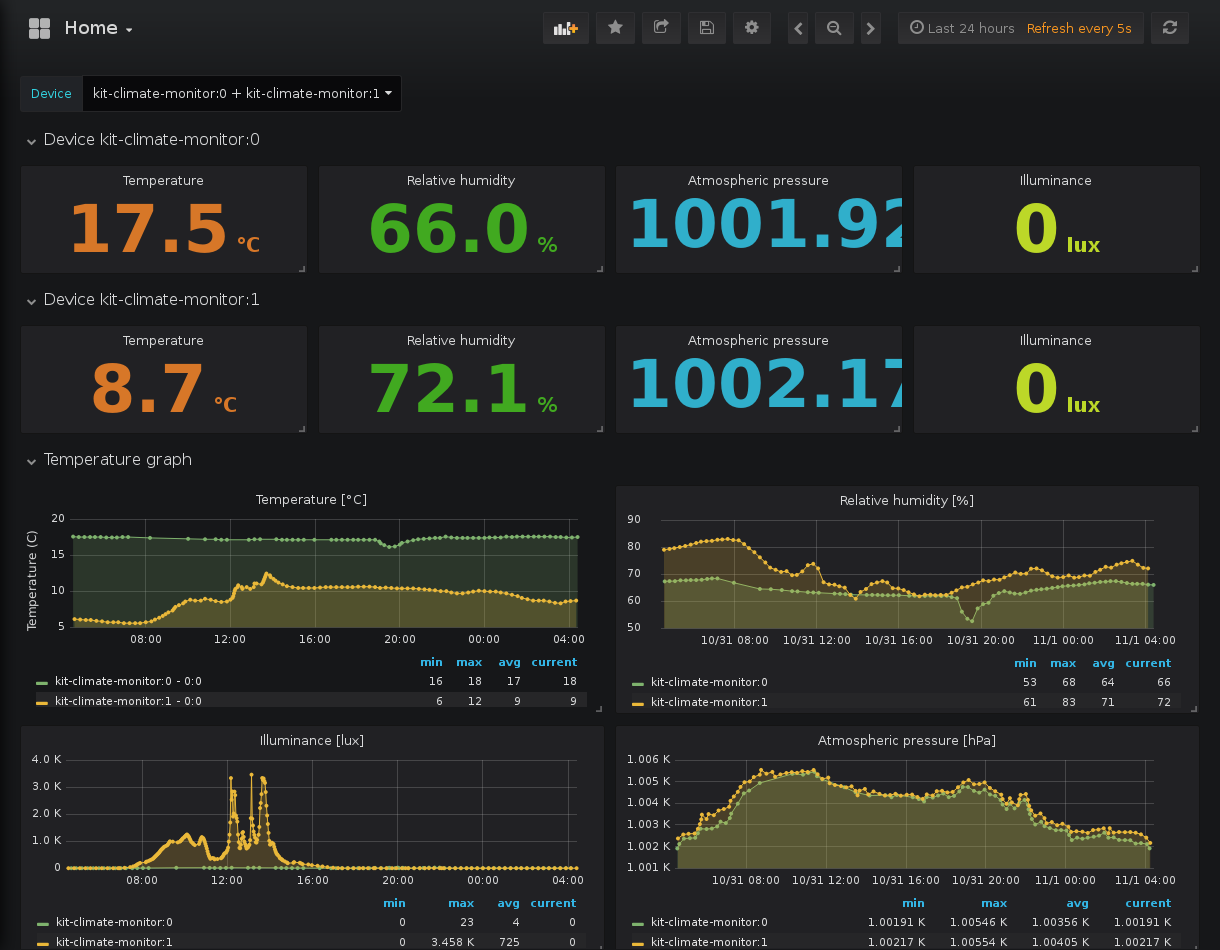 Home
Last 24 hours Refresh every 5s
Device kit-climate-monitor:0 + kit-climate-monitor:1
Device kit-climate-monitor:0
Temperature Relative humidity Atmospheric pressure Illuminance
17.5 °C 66.0 % 1001.92 0 lux
Device kit-climate-monitor:1
Temperature Relative humidity Atmospheric pressure Illuminance
8.7 °C 72.1 % 1002.17 0 lux
Temperature graph
Temperature [°C]
Temperature (C)
20
15
10
5
08:00 12:00 16:00 20:00 00:00 04:00
min max avg current
kit-climate-monitor:0 - 0:0 16 18 17 18
kit-climate-monitor:1 - 0:0 6 12 9 9
Relative humidity [%]
90
80
70
60
50
10/31 08:00 10/31 12:00 10/31 16:00 10/31 20:00 11/1 00:00 11/1 04:00
min max avg current
kit-climate-monitor:0 53 68 64 66
kit-climate-monitor:1 61 83 71 72
Illuminance [lux]
4.0 K
3.0 K
2.0 K
1.0 K
0
08:00 12:00 16:00 20:00 00:00 04:00
min max avg current
kit-climate-monitor:0 0 23 4 0
kit-climate-monitor:1 0 3.458 K 725 0
Atmospheric pressure [hPa]
1.006 K
1.005 K
1.004 K
1.003 K
1.002 K
1.001 K
10/31 08:00 10/31 12:00 10/31 16:00 10/31 20:00 11/1 00:00 11/1 04:00
min max avg current
kit-climate-monitor:0 1.00191 K 1.00546 K 1.00356 K 1.00191 K
kit-climate-monitor:1 1.00217 K 1.00554 K 1.00405 K 1.00217 K